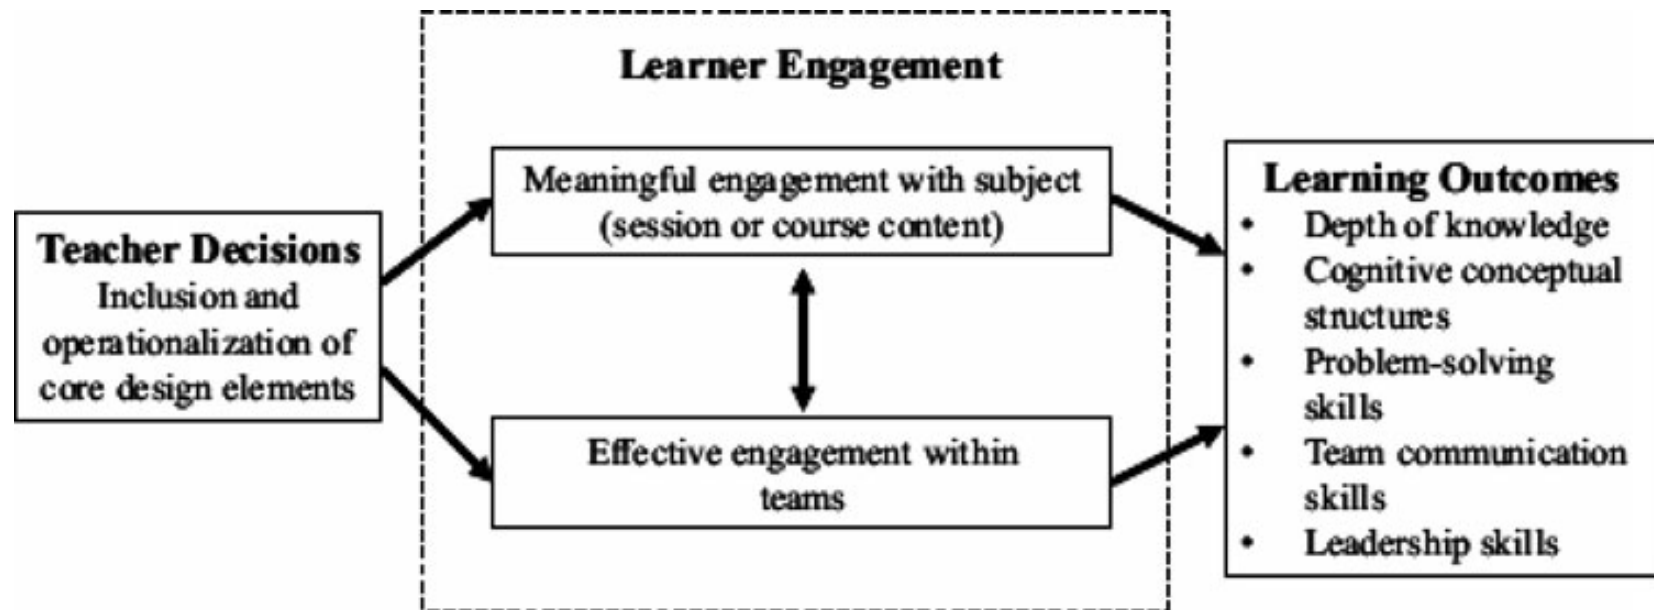 Learner Engagement
Meaningful engagement with subject
(session or course content)
Teacher Decisions
Inclusion and
operationalization of
core design elements
Effective engagement within
teams
Learning Outcomes
• Depth of knowledge
• Cognitive conceptual
structures
• Problem-solving
skills
• Team communication
skills
• Leadership skills